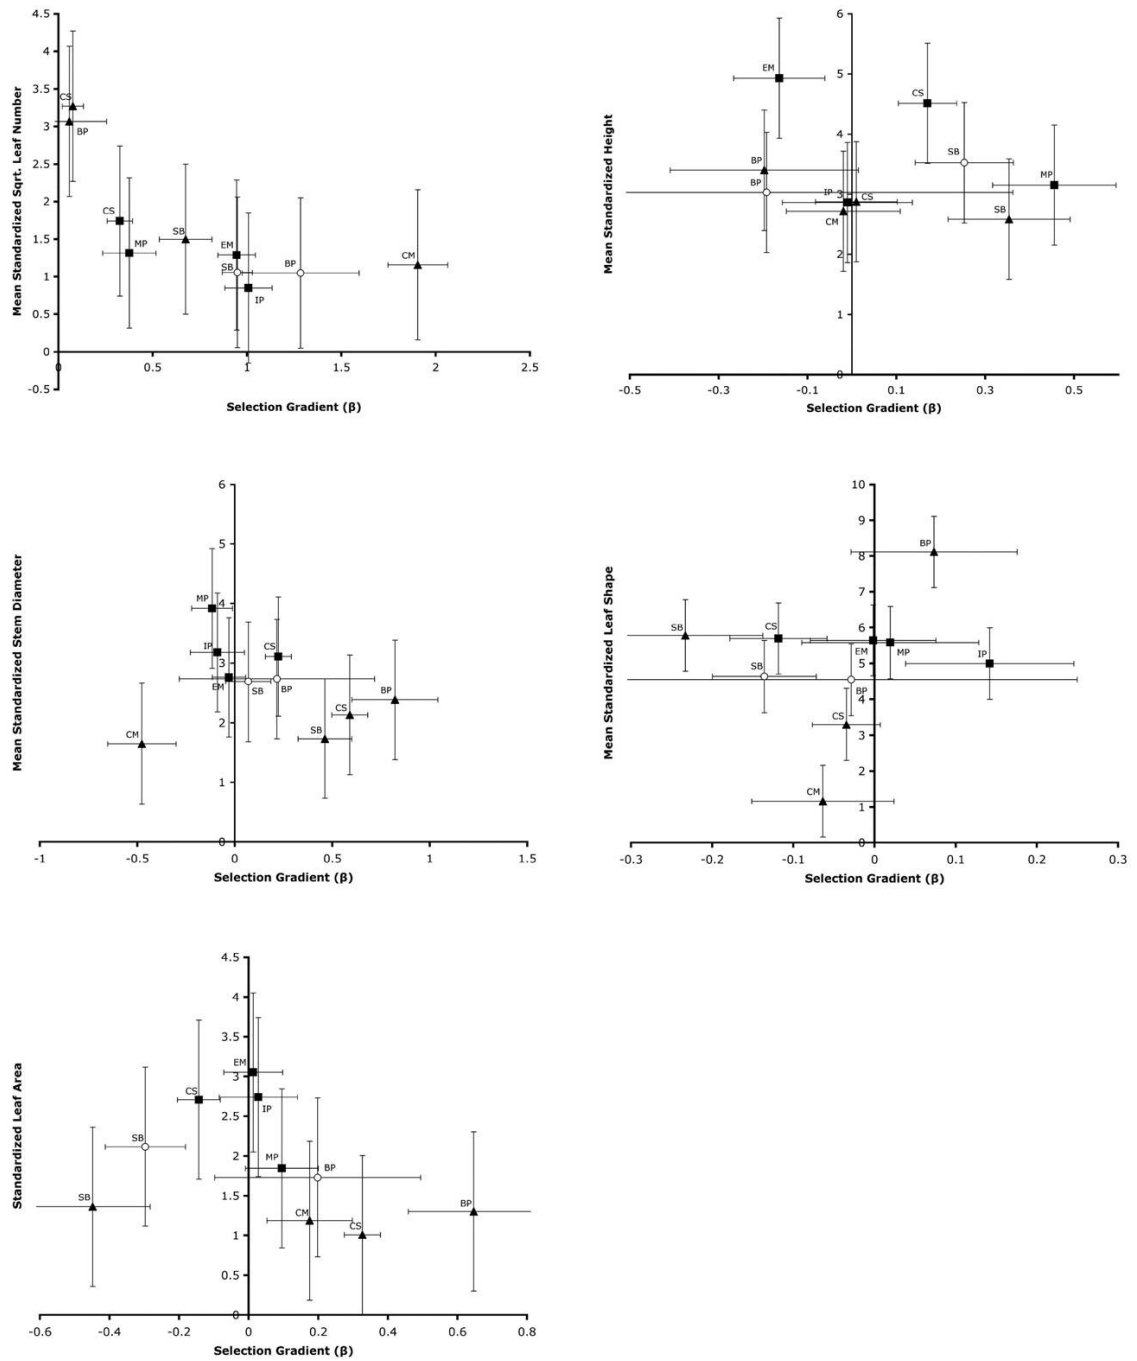 4.5
4
3.5
3
2.5
2
1.5
1
0.5
0
-0.5
0
0.5
1
1.5
2
2.5
Mean Standardized Sqrt. Leaf Number
Selection Gradient (β)
CS
BP
CS
MP
SB
EM
SB
IP
BP
CM
6
5
4
3
2
1
0
-0.5
-0.3
-0.1
0.1
0.3
0.5
Mean Standardized Height
Selection Gradient (β)
EM
CS
BP
BP
SB
MP
IP
CS
CM
SB
6
5
4
3
2
1
0
-1
-0.5
0
0.5
1
1.5
Mean Standardized Stem Diameter
Selection Gradient (β)
MP
IP
CS
EM
SB
BP
BP
CS
SB
CM
10
9
8
7
6
5
4
3
2
1
0
-0.3
-0.2
-0.1
0
0.1
0.2
0.3
Mean Standardized Leaf Shape
Selection Gradient (β)
BP
SB
CS
EM
MP
IP
SB
BP
CS
CM
4.5
4
3.5
3
2.5
2
1.5
1
0.5
0
-0.6
-0.4
-0.2
0
0.2
0.4
0.6
0.8
Standardized Leaf Area
Selection Gradient (β)
EM
CS
IP
SB
MP
BP
SB
CM
CS
BP